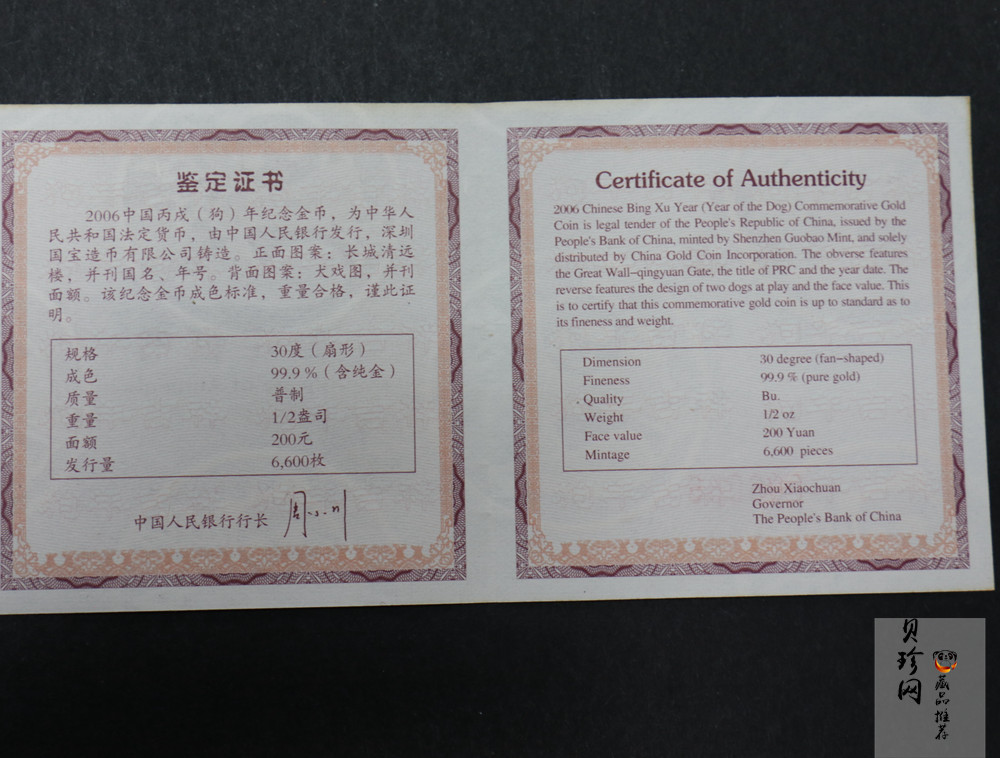 鉴定证书
2006中国丙戌（狗）年纪念金币，为中华人
民共和国法定货币，由中国人民银行发行，深圳
国宝造币有限公司铸造。正面图案：长城清远
楼，并刊国名、年号。背面图案：犬戏图，并刊
面额。该纪念金币成色标准，重量合格，谨此证
明。
规格 30度（扇形）
成色 99.9%（含纯金）
质量 普制
重量 1/2盎司
面额 200元
发行量 6,600枚
中国人民银行行长 周小川
Certificate of Authenticity
2006 Chinese Bing Xu Year (Year of the Dog) Commemorative Gold
Coin is legal tender of the People's Republic of China, issued by the
People's Bank of China, minted by Shenzhen Guobao Mint, and solely
distributed by China Gold Coin Incorporation. The obverse features
the Great Wall-qingyuan Gate, the title of PRC and the year date. The
reverse features the design of two dogs at play and the face value. This
is to certify that this commemorative gold coin is up to standard as to
its fineness and weight.
Dimension 30 degree (fan-shaped)
Fineness 99.9% (pure gold)
Quality Bu.
Weight 1/2 oz
Face value 200 Yuan
Mintage 6,600 pieces
Zhou Xiaochuan
Governor
The People's Bank of China
贝珍网
藏品推荐